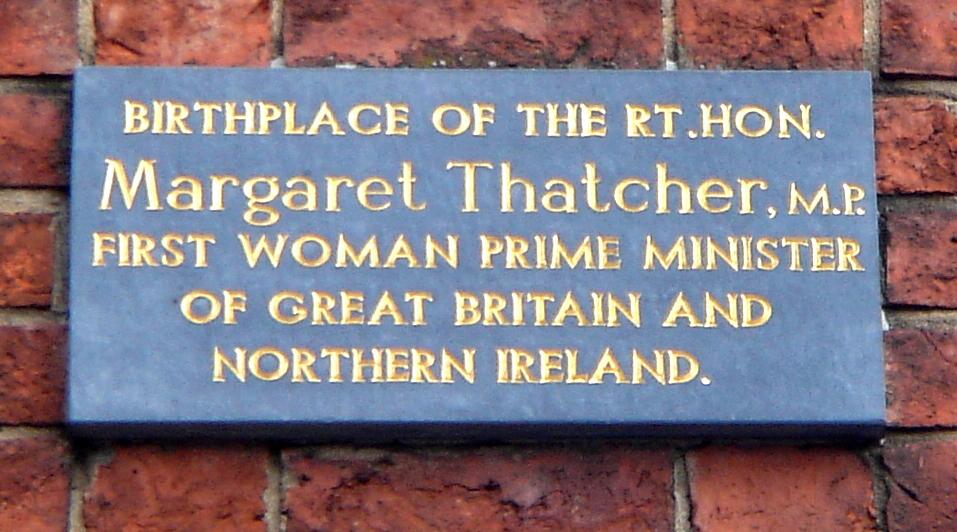 BIRTHPLACE OF THE RT.HON.
Margaret Thatcher, M.P.
FIRST WOMAN PRIME MINISTER
OF GREAT BRITAIN AND
NORTHERN IRELAND.